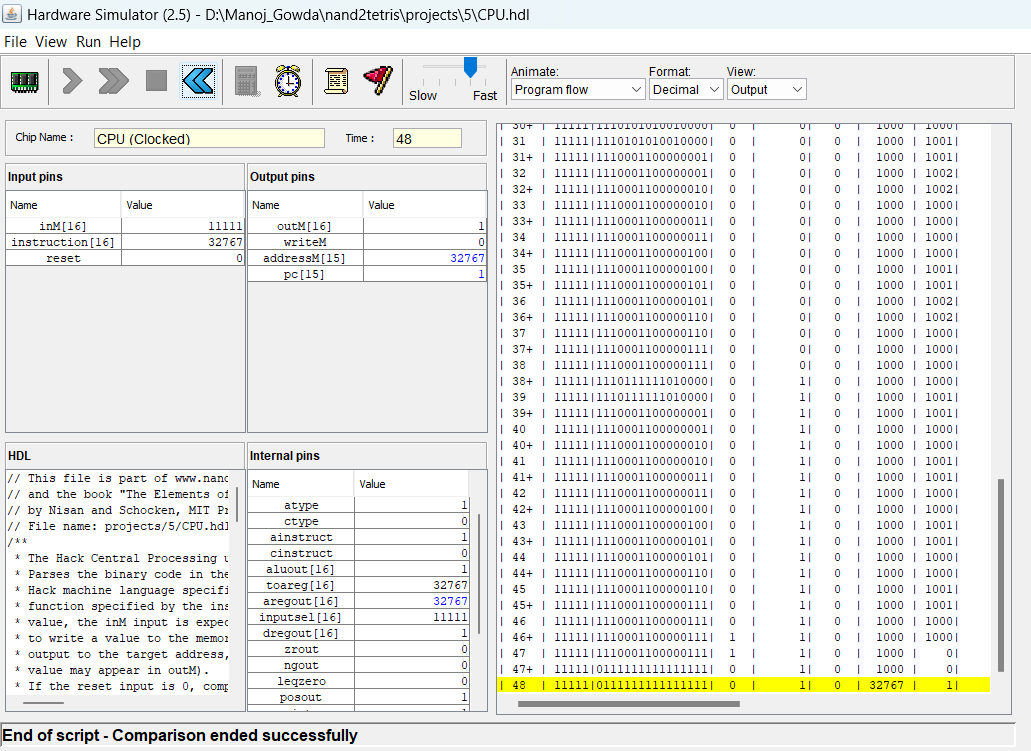 Hardware Simulator (2.5) - D:\Manoj_Gowda\nand2tetris\projects\5\CPU.hdl
File View Run Help
Slow Fast
Animate: Format: View:
Program flow Decimal Output
Chip Name : CPU (Clocked) Time : 48
Input pins
Name Value
inM[16] 11111
instruction[16] 32767
reset 0
Output pins
Name Value
outM[16] 1
writeM 0
addressM[15] 32767
pc[15] 1
HDL
// This file is part of www.nand
// and the book "The Elements of
// by Nisan and Schocken, MIT Pr
// File name: projects/5/CPU.hdl
/**
* The Hack Central Processing u
* Parses the binary code in the
* Hack machine language specifi
* function specified by the ins
* value, the inM input is expec
* to write a value to the memor
* output to the target address,
* value may appear in outM).
* If the reset input is 0, comp
Internal pins
Name Value
atype 1
ctype 0
ainstruct 1
cinstruct 0
aluout[16] 1
toareg[16] 32767
aregout[16] 32767
inputsel[16] 11111
dregout[16] 1
zrout 0
ngout 0
leqzero 0
posout 1
| 30+ | 11111|1110101010010000| 0 | 0| 0 | 1000 | 1000|
| 31 | 11111|1110101010010000| 0 | 0| 0 | 1000 | 1001|
| 31+ | 11111|1110001100000001| 0 | 0| 0 | 1000 | 1001|
| 32 | 11111|1110001100000001| 0 | 0| 0 | 1000 | 1002|
| 32+ | 11111|1110001100000010| 0 | 0| 0 | 1000 | 1002|
| 33 | 11111|1110001100000010| 0 | 0| 0 | 1000 | 1000|
| 33+ | 11111|1110001100000011| 0 | 0| 0 | 1000 | 1000|
| 34 | 11111|1110001100000011| 0 | 0| 0 | 1000 | 1000|
| 34+ | 11111|1110001100000100| 0 | 0| 0 | 1000 | 1000|
| 35 | 11111|1110001100000100| 0 | 0| 0 | 1000 | 1001|
| 35+ | 11111|1110001100000101| 0 | 0| 0 | 1000 | 1001|
| 36 | 11111|1110001100000101| 0 | 0| 0 | 1000 | 1002|
| 36+ | 11111|1110001100000110| 0 | 0| 0 | 1000 | 1002|
| 37 | 11111|1110001100000110| 0 | 0| 0 | 1000 | 1000|
| 37+ | 11111|1110001100000111| 0 | 0| 0 | 1000 | 1000|
| 38 | 11111|1110001100000111| 0 | 0| 0 | 1000 | 1000|
| 38+ | 11111|1110111111010000| 0 | 1| 0 | 1000 | 1000|
| 39 | 11111|1110111111010000| 0 | 1| 0 | 1000 | 1001|
| 39+ | 11111|1110001100000001| 0 | 1| 0 | 1000 | 1001|
| 40 | 11111|1110001100000001| 0 | 1| 0 | 1000 | 1000|
| 40+ | 11111|1110001100000010| 0 | 1| 0 | 1000 | 1000|
| 41 | 11111|1110001100000010| 0 | 1| 0 | 1000 | 1001|
| 41+ | 11111|1110001100000011| 0 | 1| 0 | 1000 | 1001|
| 42 | 11111|1110001100000011| 0 | 1| 0 | 1000 | 1000|
| 42+ | 11111|1110001100000100| 0 | 1| 0 | 1000 | 1000|
| 43 | 11111|1110001100000100| 0 | 1| 0 | 1000 | 1001|
| 43+ | 11111|1110001100000101| 0 | 1| 0 | 1000 | 1001|
| 44 | 11111|1110001100000101| 0 | 1| 0 | 1000 | 1000|
| 44+ | 11111|1110001100000110| 0 | 1| 0 | 1000 | 1000|
| 45 | 11111|1110001100000110| 0 | 1| 0 | 1000 | 1001|
| 45+ | 11111|1110001100000111| 0 | 1| 0 | 1000 | 1001|
| 46 | 11111|1110001100000111| 0 | 1| 0 | 1000 | 1000|
| 46+ | 11111|1110001100000111| 1 | 1| 0 | 1000 | 1000|
| 47 | 11111|1110001100000111| 1 | 1| 0 | 1000 | 0|
| 47+ | 11111|0111111111111111| 0 | 1| 0 | 1000 | 0|
| 48 | 11111|0111111111111111| 0 | 1| 0 | 32767 | 1|
End of script - Comparison ended successfully